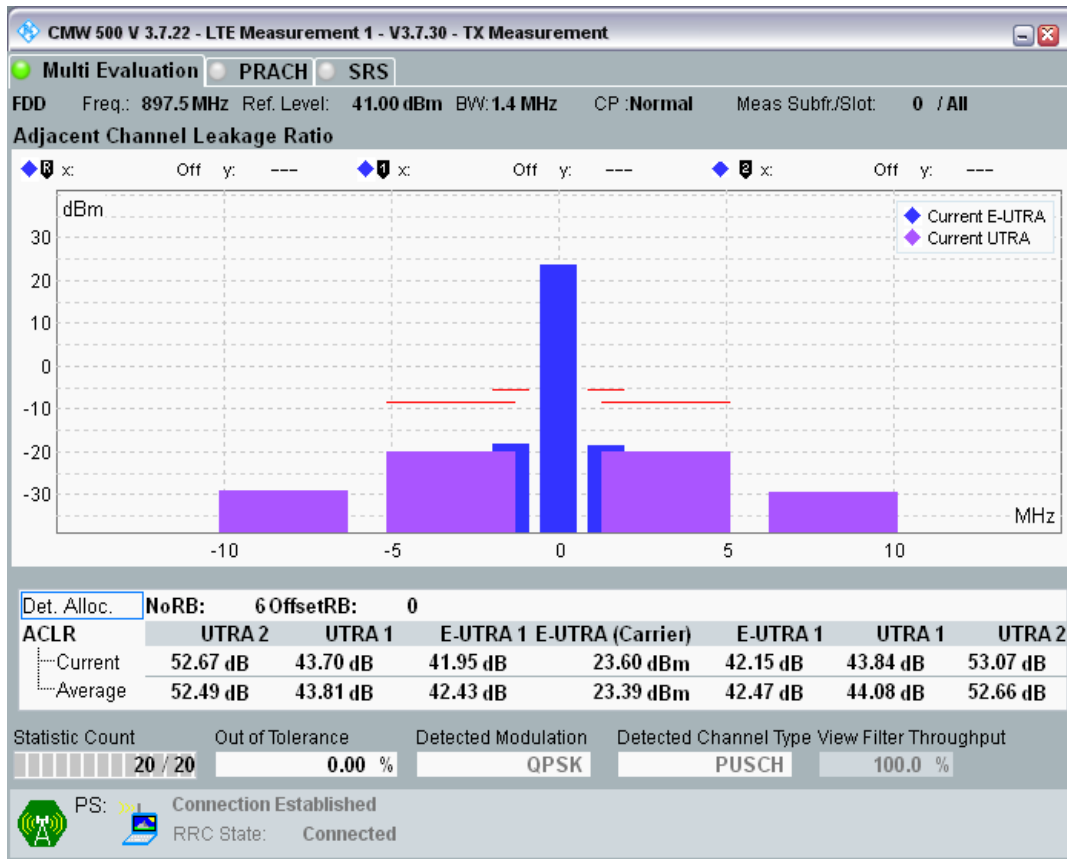 CMW 500 V 3.7.22 - LTE Measurement 1 - V3.7.30 - TX Measurement
Multi Evaluation PRACH SRS
FDD Freq.: 897.5 MHz Ref. Level: 41.00 dBm BW: 1.4 MHz CP :Normal Meas Subfr./Slot: 0 / All
Adjacent Channel Leakage Ratio
R x: Off y: --- 1 x: Off y: --- 2 x: Off y: ---
dBm
Current E-UTRA
Current UTRA
30
20
10
0
-10
-20
-30
MHz
-10 -5 0 5 10
Det. Alloc. NoRB: 6 OffsetRB: 0
ACLR UTRA 2 UTRA 1 E-UTRA 1 E-UTRA (Carrier) E-UTRA 1 UTRA 1 UTRA 2
Current 52.67 dB 43.70 dB 41.95 dB 23.60 dBm 42.15 dB 43.84 dB 53.07 dB
Average 52.49 dB 43.81 dB 42.43 dB 23.39 dBm 42.47 dB 44.08 dB 52.66 dB
Statistic Count Out of Tolerance Detected Modulation Detected Channel Type View Filter Throughput
20 / 20 0.00 % QPSK PUSCH 100.0 %
PS: Connection Established
RRC State: Connected